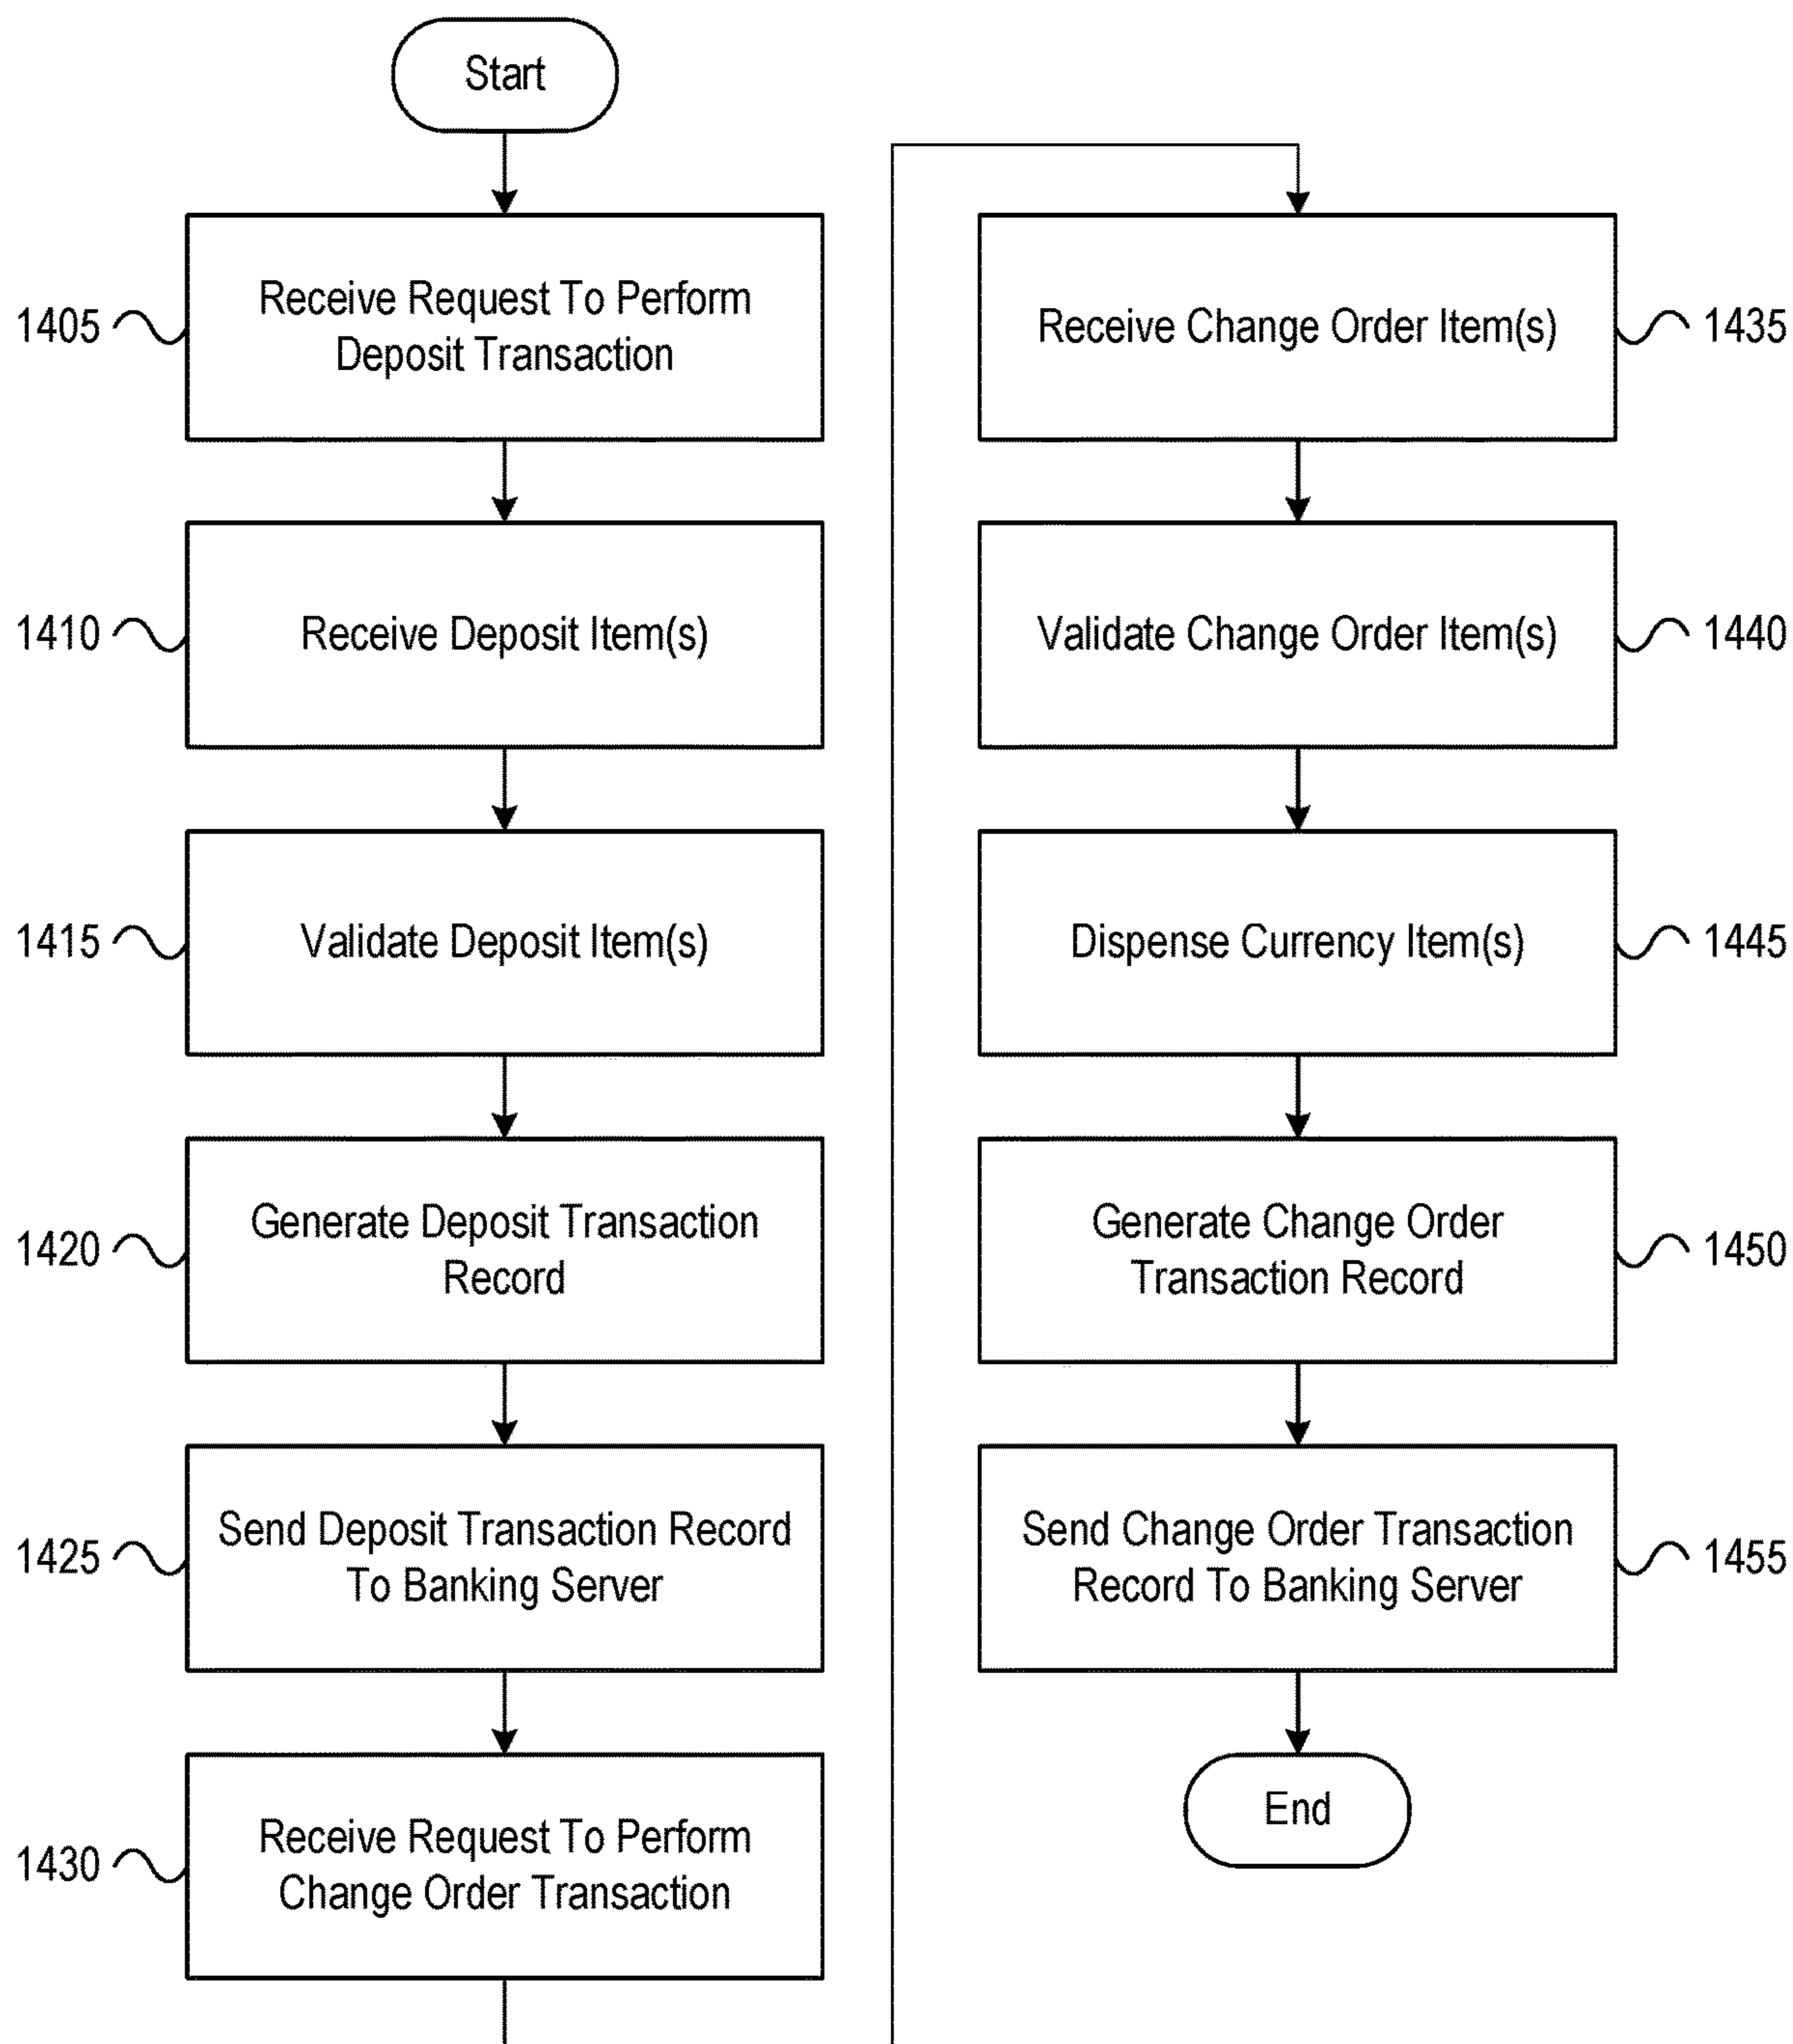 Start
1405
Receive Request To Perform
Deposit Transaction
1410
Receive Deposit Item(s)
1415
Validate Deposit Item(s)
1420
Generate Deposit Transaction
Record
1425
Send Deposit Transaction Record
To Banking Server
1430
Receive Request To Perform
Change Order Transaction
Receive Change Order Item(s)
1435
Validate Change Order Item(s)
1440
Dispense Currency Item(s)
1445
Generate Change Order
Transaction Record
1450
Send Change Order Transaction
Record To Banking Server
1455
End